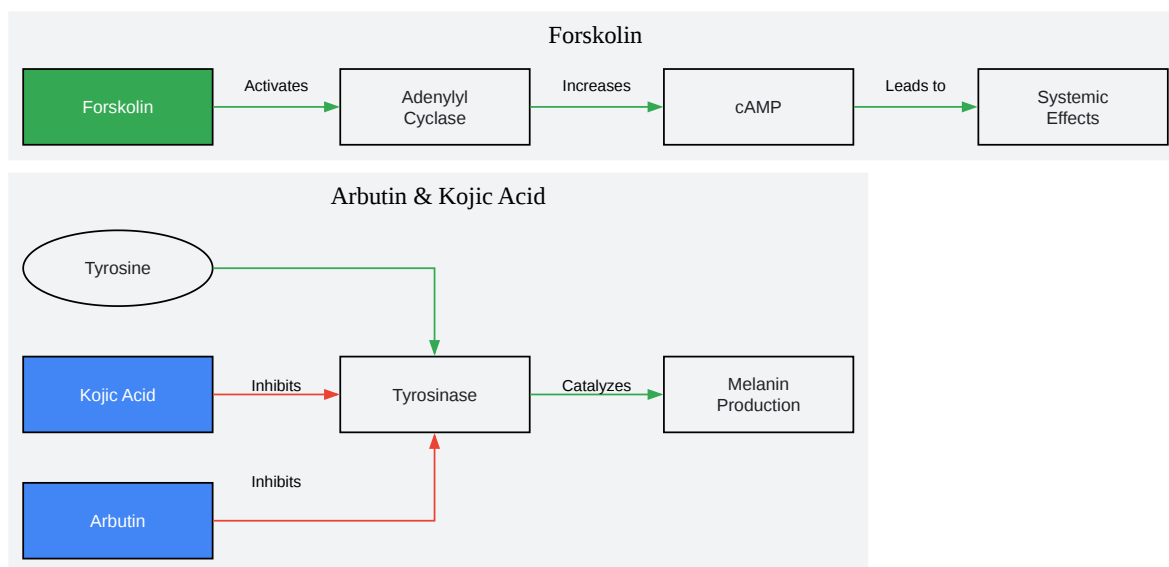 Forskolin
Forskolin
Activates
Adenylyl
Cyclase
Increases
cAMP
Leads to
Systemic
Effects
Arbutin & Kojic Acid
Tyrosine
Kojic Acid
Inhibits
Tyrosinase
Catalyzes
Melanin
Production
Inhibits
Arbutin